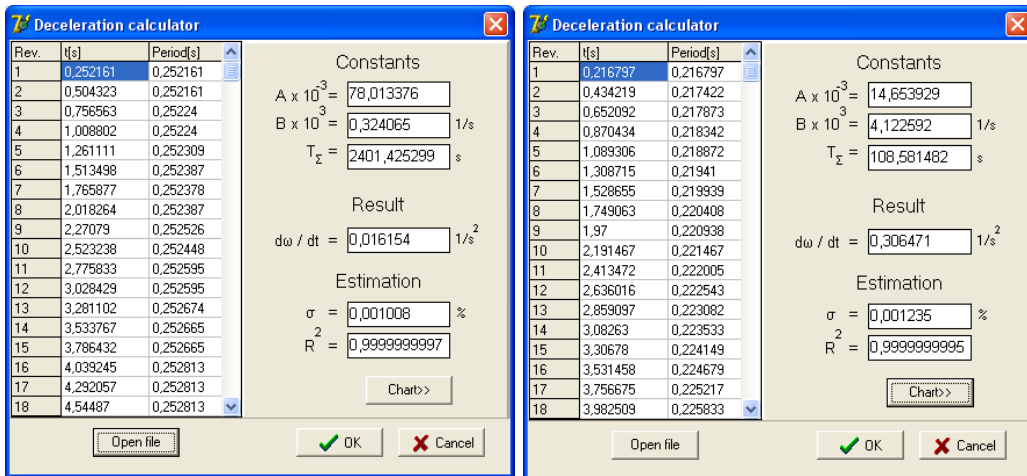 Deceleration calculator
Rev. t[s] Period[s]
1 0,252161 0,252161
2 0,504323 0,252161
3 0,756563 0,25224
4 1,008802 0,25224
5 1,261111 0,252309
6 1,513498 0,252387
7 1,765877 0,252378
8 2,018264 0,252387
9 2,27079 0,252526
10 2,523238 0,252448
11 2,775833 0,252595
12 3,028429 0,252595
13 3,281102 0,252674
14 3,533767 0,252665
15 3,786432 0,252665
16 4,039245 0,252813
17 4,292057 0,252813
18 4,54487 0,252813
Constants
A x 10⁻³ = 78,013376
B x 10³ = 0,324065 1/s
T_Σ = 2401,425299 s
Result
dω / dt = 0,016154 1/s²
Estimation
σ = 0,001008 %
R² = 0,9999999997
Chart>>
Open file OK Cancel
Deceleration calculator
Rev. t[s] Period[s]
1 0,216797 0,216797
2 0,434219 0,217422
3 0,652092 0,217873
4 0,870434 0,218342
5 1,089306 0,218872
6 1,308715 0,21941
7 1,528655 0,219939
8 1,749063 0,220408
9 1,97 0,220938
10 2,191467 0,221467
11 2,413472 0,222005
12 2,636016 0,222543
13 2,859097 0,223082
14 3,08263 0,223533
15 3,30678 0,224149
16 3,531458 0,224679
17 3,756675 0,225217
18 3,982509 0,225833
Constants
A x 10⁻³ = 14,653929
B x 10³ = 4,122592 1/s
T_Σ = 108,581482 s
Result
dω / dt = 0,306471 1/s²
Estimation
σ = 0,001235 %
R² = 0,9999999995
Chart>>
Open file OK Cancel